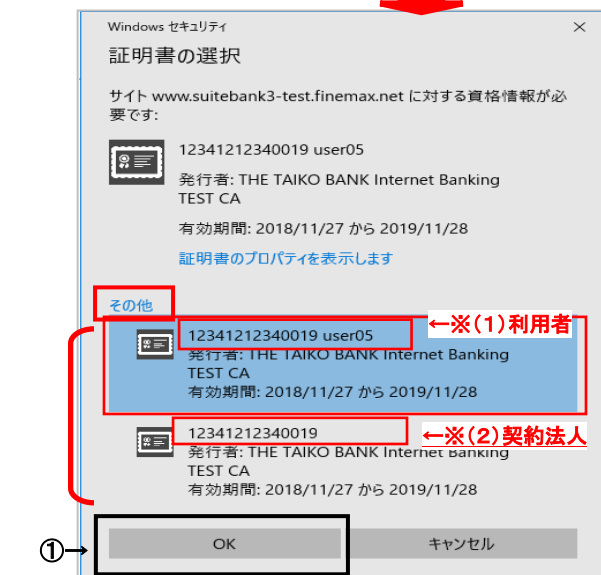 Windows セキュリティ
証明書の選択
サイト www.suitebank3-test.finemax.net に対する資格情報が必
要です:
12341212340019 user05
発行者: THE TAIKO BANK Internet Banking
TEST CA
有効期間: 2018/11/27 から 2019/11/28
証明書のプロパティを表示します
その他
←※(1)利用者
12341212340019 user05
発行者: THE TAIKO BANK Internet Banking
TEST CA
有効期間: 2018/11/27 から 2019/11/28
12341212340019
←※(2)契約法人
発行者: THE TAIKO BANK Internet Banking
TEST CA
有効期間: 2018/11/27 から 2019/11/28
①→ OK キャンセル